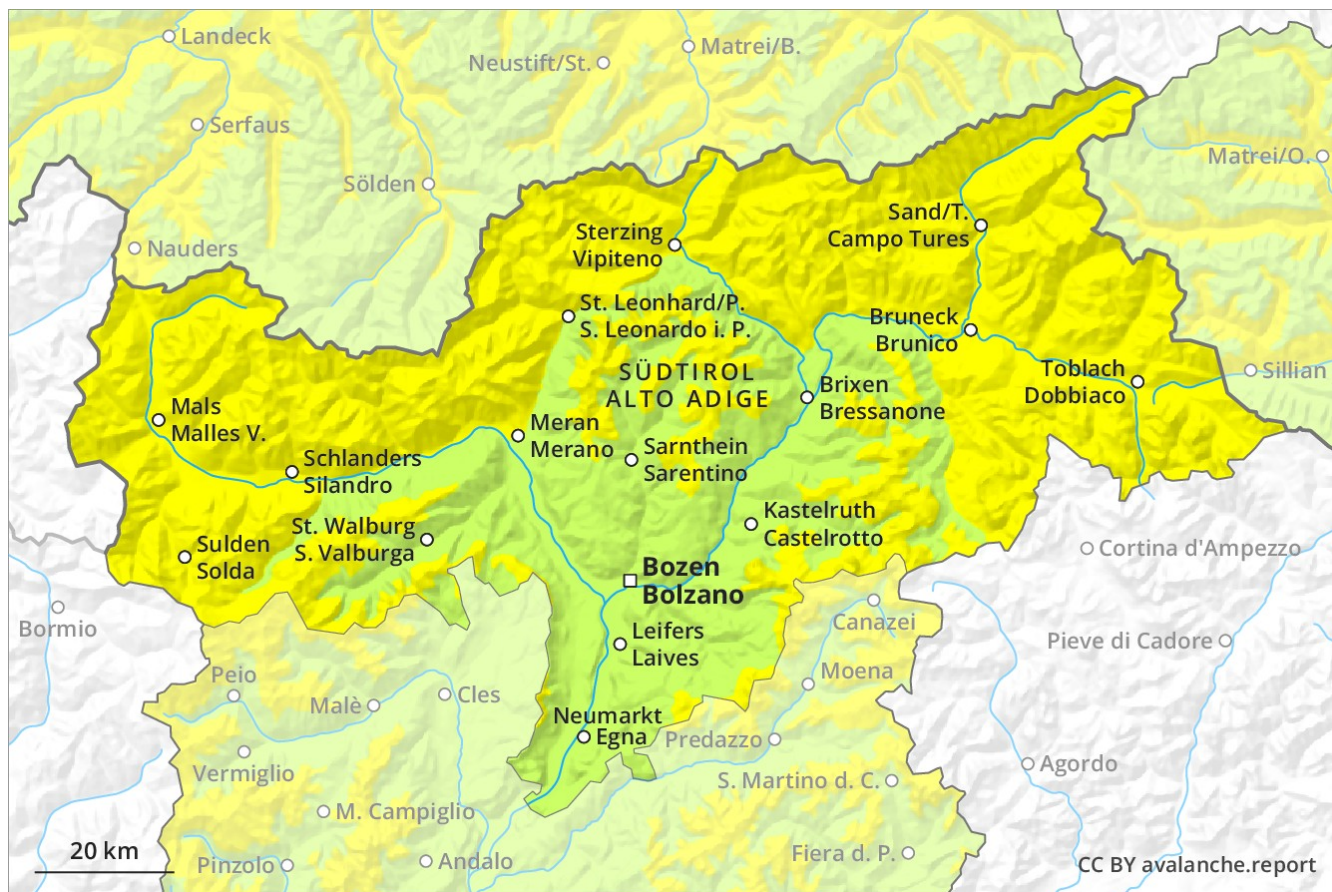 Landeck
Matrei/B.
Neustift/St.
Serfaus
Matrei/O.
Sölden
Sand/T.
Campo Tures
Sterzing
Vipiteno
Nauders
St. Leonhard/P.
S. Leonardo i. P.
Bruneck
Brunico
SÜDTIROL
ALTO ADIGE
Toblach
Dobbiaco
Sillian
Brixen
Bressanone
Mals
Malles V.
Meran
Merano
Sarnthein
Sarentino
Schlanders
Silandro
Kastelruth
Castelrotto
St. Walburg
S. Valburga
Sulden
Solda
Cortina d'Ampezzo
Bozen
Bolzano
Bormio
Canazei
Leifers
Laives
Pieve di Cadore
Peio
Moena
Malè
Cles
Neumarkt
Egna
Predazzo
Vermiglio
Agordo
S. Martino d. C.
M. Campiglio
20 km
Pinzolo
Andalo
Fiera d. P.
CC BY avalanche.report